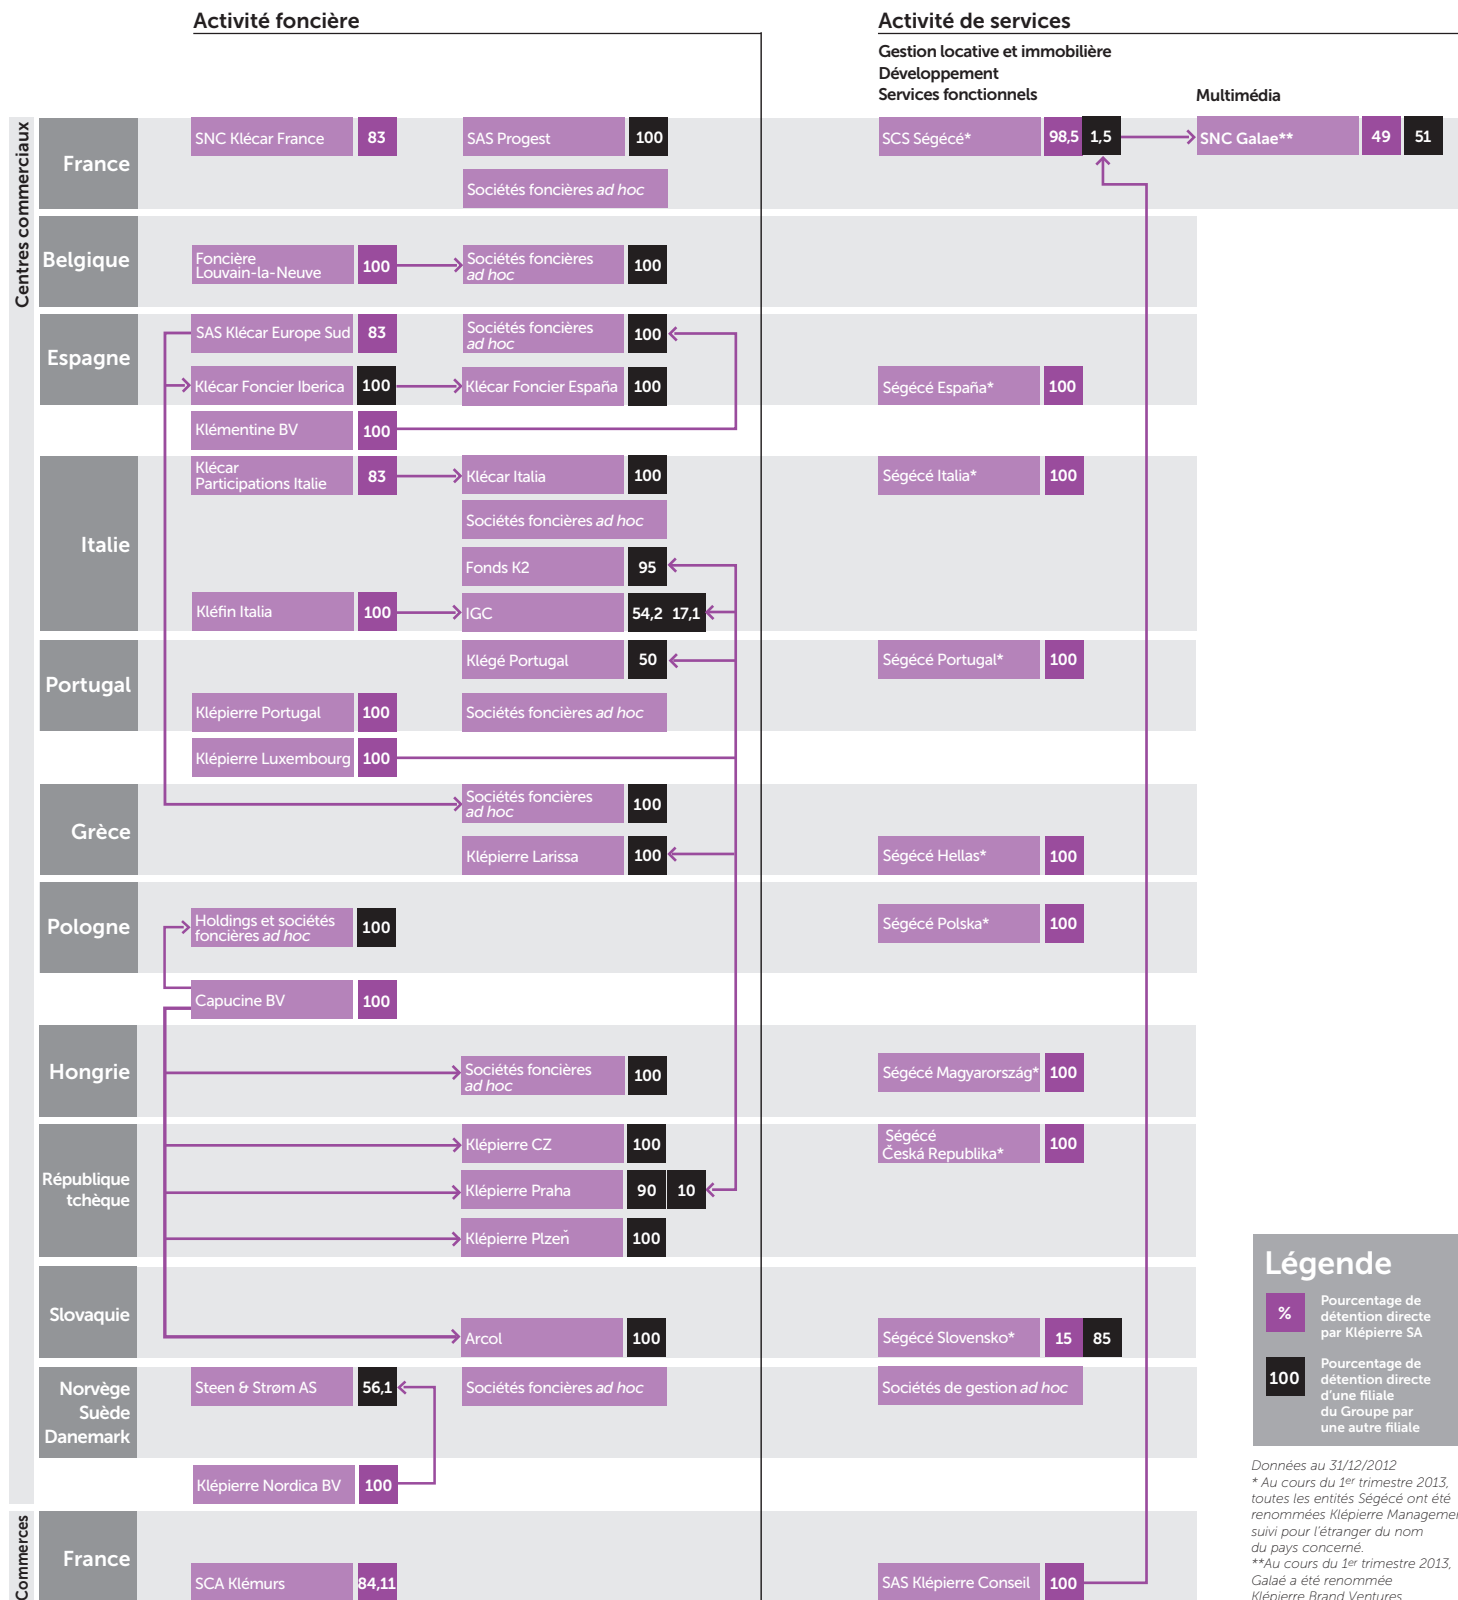 Activité foncière
Activité de services
Gestion locative et immobilière
Développement
Services fonctionnels
Multimédia
Centres commerciaux
France
SNC Klécar France 83
SAS Progest 100
Sociétés foncières ad hoc
SCS Ségécé* 98,5 1,5
SNC Galae** 49 51
Belgique
Foncière
Louvain-la-Neuve 100
Sociétés foncières
ad hoc 100
Espagne
SAS Klécar Europe Sud 83
Sociétés foncières
ad hoc 100
Klécar Foncier Iberica 100
Klécar Foncier España 100
Ségécé España* 100
Klémentine BV 100
Italie
Klécar
Participations Italie 83
Klécar Italia 100
Ségécé Italia* 100
Sociétés foncières ad hoc
Fonds K2 95
Kléfin Italia 100
IGC 54,2 17,1
Portugal
Klégé Portugal 50
Ségécé Portugal* 100
Klépierre Portugal 100
Sociétés foncières ad hoc
Klépierre Luxembourg 100
Grèce
Sociétés foncières
ad hoc 100
Klépierre Larissa 100
Ségécé Hellas* 100
Pologne
Holdings et sociétés
foncières ad hoc 100
Ségécé Polska* 100
Capucine BV 100
Hongrie
Sociétés foncières
ad hoc 100
Ségécé Magyarország* 100
République
tchèque
Klépierre CZ 100
Ségécé
Česká Republika* 100
Klépierre Praha 90 10
Klépierre Plzeň 100
Slovaquie
Arcol 100
Ségécé Slovensko* 15 85
Norvège
Suède
Danemark
Steen & Strøm AS 56,1
Sociétés foncières ad hoc
Sociétés de gestion ad hoc
Klépierre Nordica BV 100
Commerces
France
SCA Klémurs 84,11
SAS Klépierre Conseil 100
Légende
% Pourcentage de
détention directe
par Klépierre SA
100 Pourcentage de
détention directe
d'une filiale
du Groupe par
une autre filiale
Données au 31/12/2012
* Au cours du 1er trimestre 2013,
toutes les entités Ségécé ont été
renommées Klépierre Managemen
suivi pour l'étranger du nom
du pays concerné.
**Au cours du 1er trimestre 2013,
Galaé a été renommée
Klépierre Brand Ventures